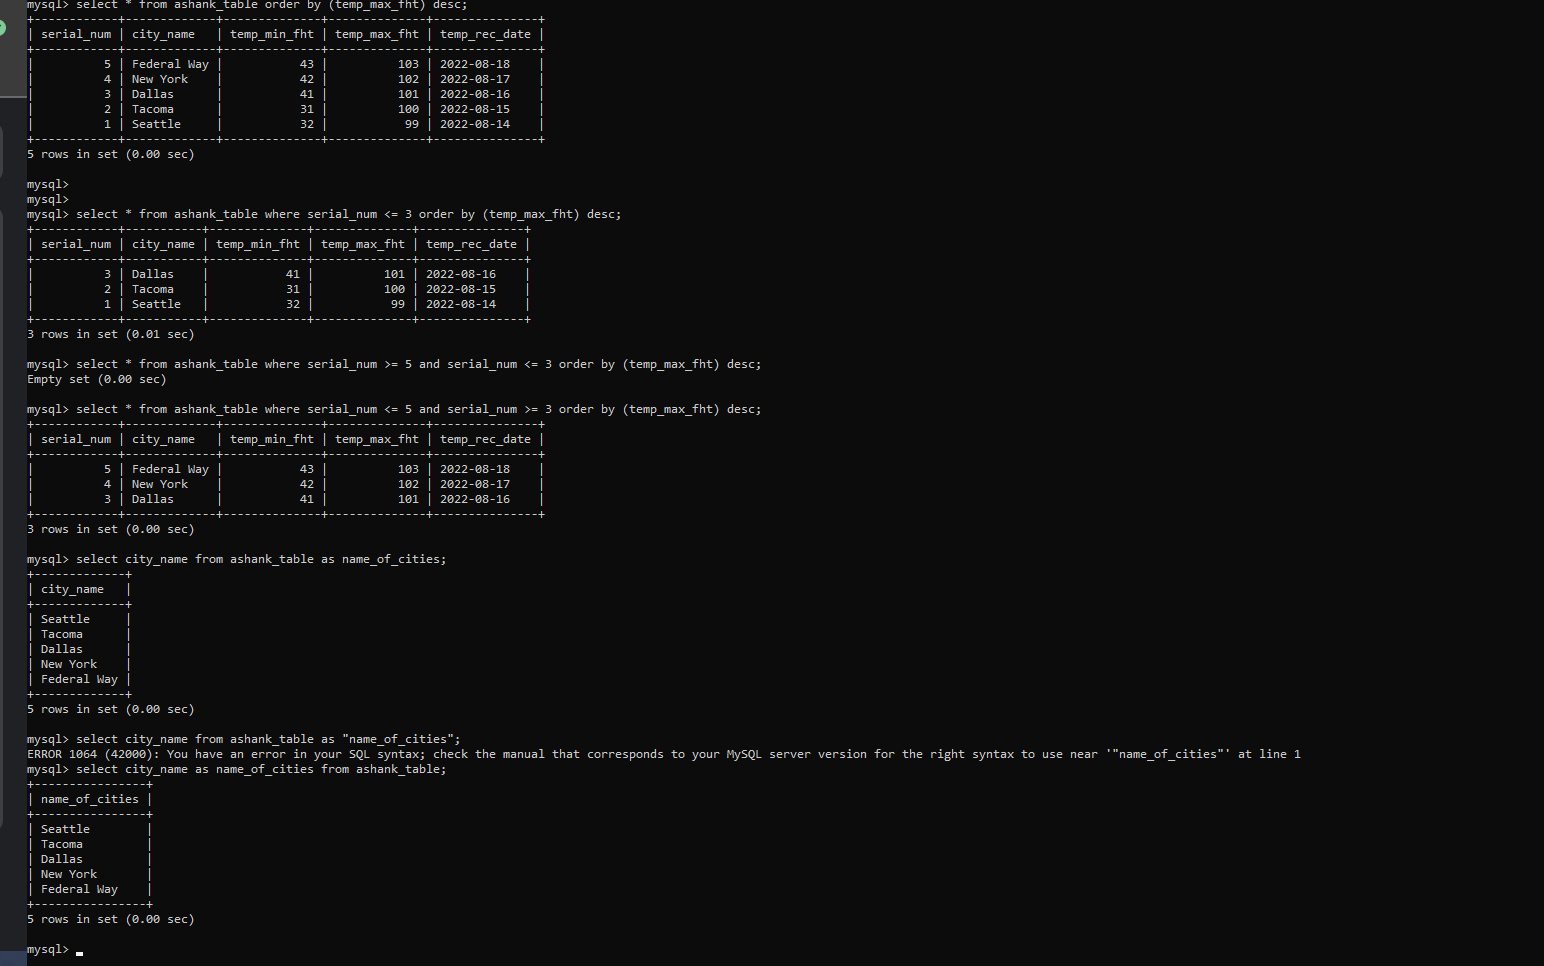 mysql> select * from ashank_table order by (temp_max_fht) desc;
+------------+-------------+--------------+--------------+---------------+
| serial_num | city_name   | temp_min_fht | temp_max_fht | temp_rec_date |
+------------+-------------+--------------+--------------+---------------+
|          5 | Federal Way |           43 |          103 | 2022-08-18    |
|          4 | New York    |           42 |          102 | 2022-08-17    |
|          3 | Dallas      |           41 |          101 | 2022-08-16    |
|          2 | Tacoma      |           31 |          100 | 2022-08-15    |
|          1 | Seattle     |           32 |           99 | 2022-08-14    |
+------------+-------------+--------------+--------------+---------------+
5 rows in set (0.00 sec)

mysql>
mysql>
mysql> select * from ashank_table where serial_num <= 3 order by (temp_max_fht) desc;
+------------+-----------+--------------+--------------+---------------+
| serial_num | city_name | temp_min_fht | temp_max_fht | temp_rec_date |
+------------+-----------+--------------+--------------+---------------+
|          3 | Dallas    |           41 |          101 | 2022-08-16    |
|          2 | Tacoma    |           31 |          100 | 2022-08-15    |
|          1 | Seattle   |           32 |           99 | 2022-08-14    |
+------------+-----------+--------------+--------------+---------------+
3 rows in set (0.01 sec)

mysql> select * from ashank_table where serial_num >= 5 and serial_num <= 3 order by (temp_max_fht) desc;
Empty set (0.00 sec)

mysql> select * from ashank_table where serial_num <= 5 and serial_num >= 3 order by (temp_max_fht) desc;
+------------+-------------+--------------+--------------+---------------+
| serial_num | city_name   | temp_min_fht | temp_max_fht | temp_rec_date |
+------------+-------------+--------------+--------------+---------------+
|          5 | Federal Way |           43 |          103 | 2022-08-18    |
|          4 | New York    |           42 |          102 | 2022-08-17    |
|          3 | Dallas      |           41 |          101 | 2022-08-16    |
+------------+-------------+--------------+--------------+---------------+
3 rows in set (0.00 sec)

mysql> select city_name from ashank_table as name_of_cities;
+-------------+
| city_name   |
+-------------+
| Seattle     |
| Tacoma      |
| Dallas      |
| New York    |
| Federal Way |
+-------------+
5 rows in set (0.00 sec)

mysql> select city_name from ashank_table as "name_of_cities";
ERROR 1064 (42000): You have an error in your SQL syntax; check the manual that corresponds to your MySQL server version for the right syntax to use near '"name_of_cities"' at line 1
mysql> select city_name as name_of_cities from ashank_table;
+----------------+
| name_of_cities |
+----------------+
| Seattle        |
| Tacoma         |
| Dallas         |
| New York       |
| Federal Way    |
+----------------+
5 rows in set (0.00 sec)

mysql>